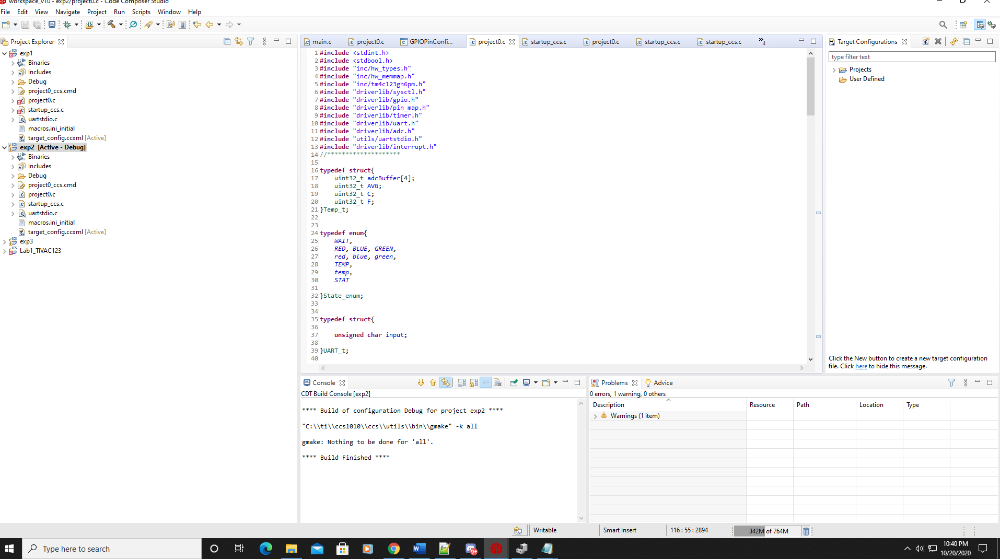 workspace_v10 - exp2/project0.c - Code Composer Studio
File Edit View Navigate Project Run Scripts Window Help
Project Explorer
exp1
Binaries
Includes
Debug
project0_ccs.cmd
project0.c
startup_ccs.c
uartstdio.c
macros.ini_initial
target_config.ccxml [Active]
exp2 [Active - Debug]
Binaries
Includes
Debug
project0_ccs.cmd
project0.c
startup_ccs.c
uartstdio.c
macros.ini_initial
target_config.ccxml [Active]
exp3
Lab1_TIVAC123
main.c project0.c GPIOPinConfi... project0.c startup_ccs.c project0.c startup_ccs.c startup_ccs.c »4
1 #include <stdint.h>
2 #include <stdbool.h>
3 #include "inc/hw_types.h"
4 #include "inc/hw_memmap.h"
5 #include "inc/tm4c123gh6pm.h"
6 #include "driverlib/sysctl.h"
7 #include "driverlib/gpio.h"
8 #include "driverlib/pin_map.h"
9 #include "driverlib/timer.h"
10 #include "driverlib/uart.h"
11 #include "driverlib/adc.h"
12 #include "utils/uartstdio.h"
13 #include "driverlib/interrupt.h"
14 //********************
15
16 typedef struct{
17 uint32_t adcBuffer[4];
18 uint32_t AVG;
19 uint32_t C;
20 uint32_t F;
21 }Temp_t;
22
23
24 typedef enum{
25 WAIT,
26 RED, BLUE, GREEN,
27 red, blue, green,
28 TEMP,
29 temp,
30 STAT
31
32 }State_enum;
33
34
35 typedef struct{
36
37 unsigned char input;
38
39 }UART_t;
40
Target Configurations
type filter text
Projects
User Defined
Click the New button to create a new target configuration
file. Click here to hide this message.
Console
CDT Build Console [exp2]
**** Build of configuration Debug for project exp2 ****
"C:\\ti\\ccs1010\\ccs\\utils\\bin\\gmake" -k all
gmake: Nothing to be done for 'all'.
**** Build Finished ****
Problems Advice
0 errors, 1 warning, 0 others
Description Resource Path Location Type
Warnings (1 item)
Writable Smart Insert 116 : 55 : 2894 342M of 764M
Type here to search
9+
10:40 PM
10/20/2020